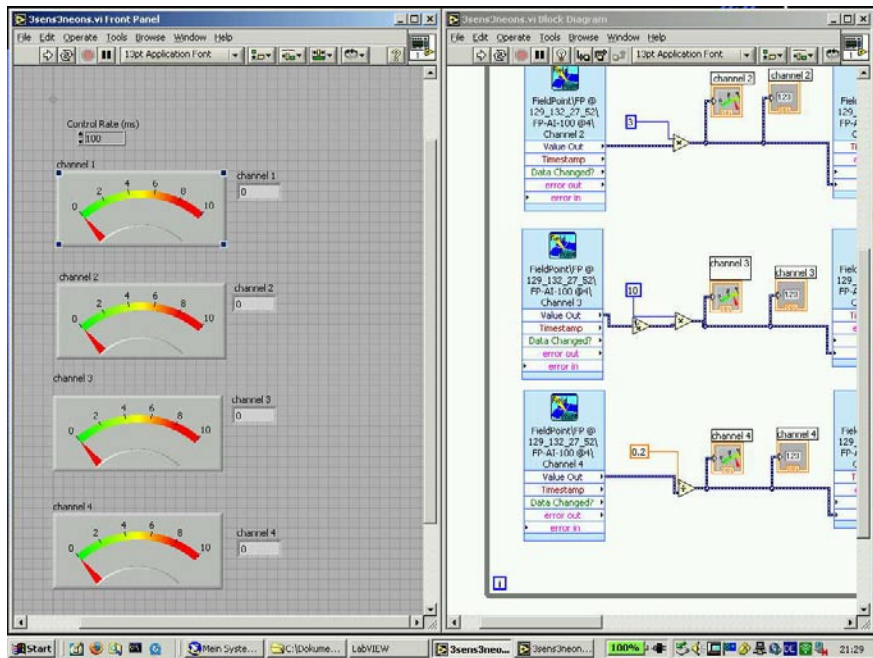 3sens3neons.vi Front Panel
File Edit Operate Tools Browse Window Help
13pt Application Font
1
Control Rate (ms)
100
channel 1
0 2 4 6 8 10
channel 1
0
channel 2
0 2 4 6 8 10
channel 2
0
channel 3
0 2 4 6 8 10
channel 3
0
channel 4
0 2 4 6 8 10
channel 4
0
3sens3neons.vi Block Diagram
File Edit Operate Tools Browse Window Help
13pt Application Font
FieldPoint\FP @
129_132_27_52\
FP-AI-100 @4\
Channel 2
Value Out
Timestamp
Data Changed?
error out
error in
3
channel 2
channel 2
123
FieldPoint\FP @
129_132_27_52\
FP-AI-100 @4\
Channel 3
Value Out
Timestamp
Data Changed?
error out
error in
10
channel 3
channel 3
123
FieldPoint\FP @
129_132_27_52\
FP-AI-100 @4\
Channel 4
Value Out
Timestamp
Data Changed?
error out
error in
0.2
channel 4
channel 4
123
i
Start
Mein Syste...
C:\Dokume...
LabVIEW
3sens3neo...
3sens3neon...
100%
DE
21:29